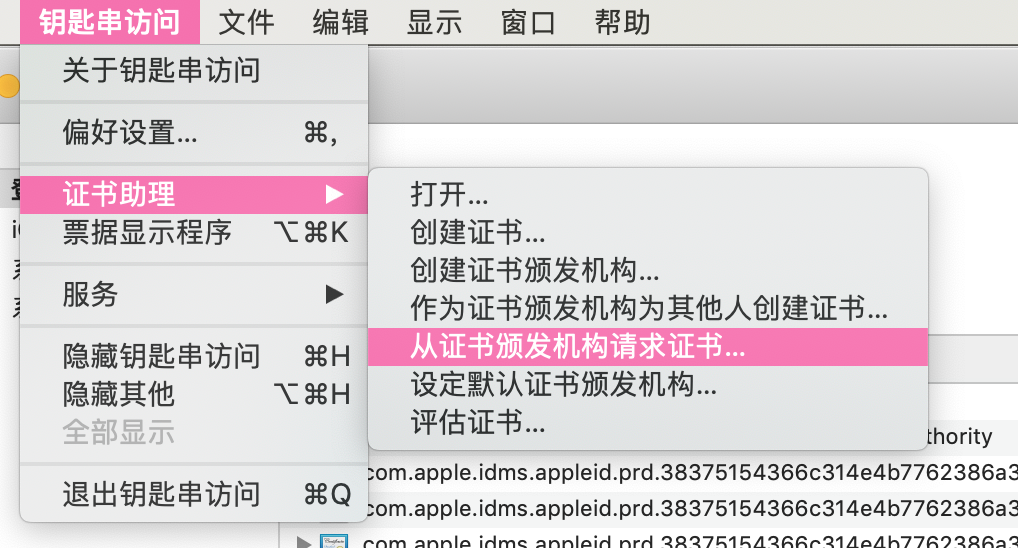 钥匙串访问 文件 编辑 显示 窗口 帮助
关于钥匙串访问
偏好设置... ⌘,
证书助理 ▶
票据显示程序 ⌥⌘K
服务 ▶
隐藏钥匙串访问 ⌘H
隐藏其他 ⌥⌘H
全部显示
退出钥匙串访问 ⌘Q
打开...
创建证书...
创建证书颁发机构...
作为证书颁发机构为其他人创建证书...
从证书颁发机构请求证书...
设定默认证书颁发机构...
评估证书...
thority
com.apple.idms.appleid.prd.38375154366c314e4b7762386a3
com.apple.idms.appleid.prd.38375154366c314e4b7762386a3